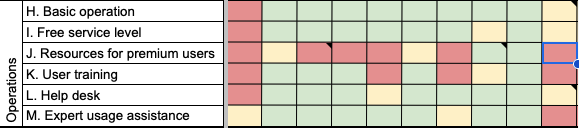 Operations
H. Basic operation
I. Free service level
J. Resources for premium users
K. User training
L. Help desk
M. Expert usage assistance